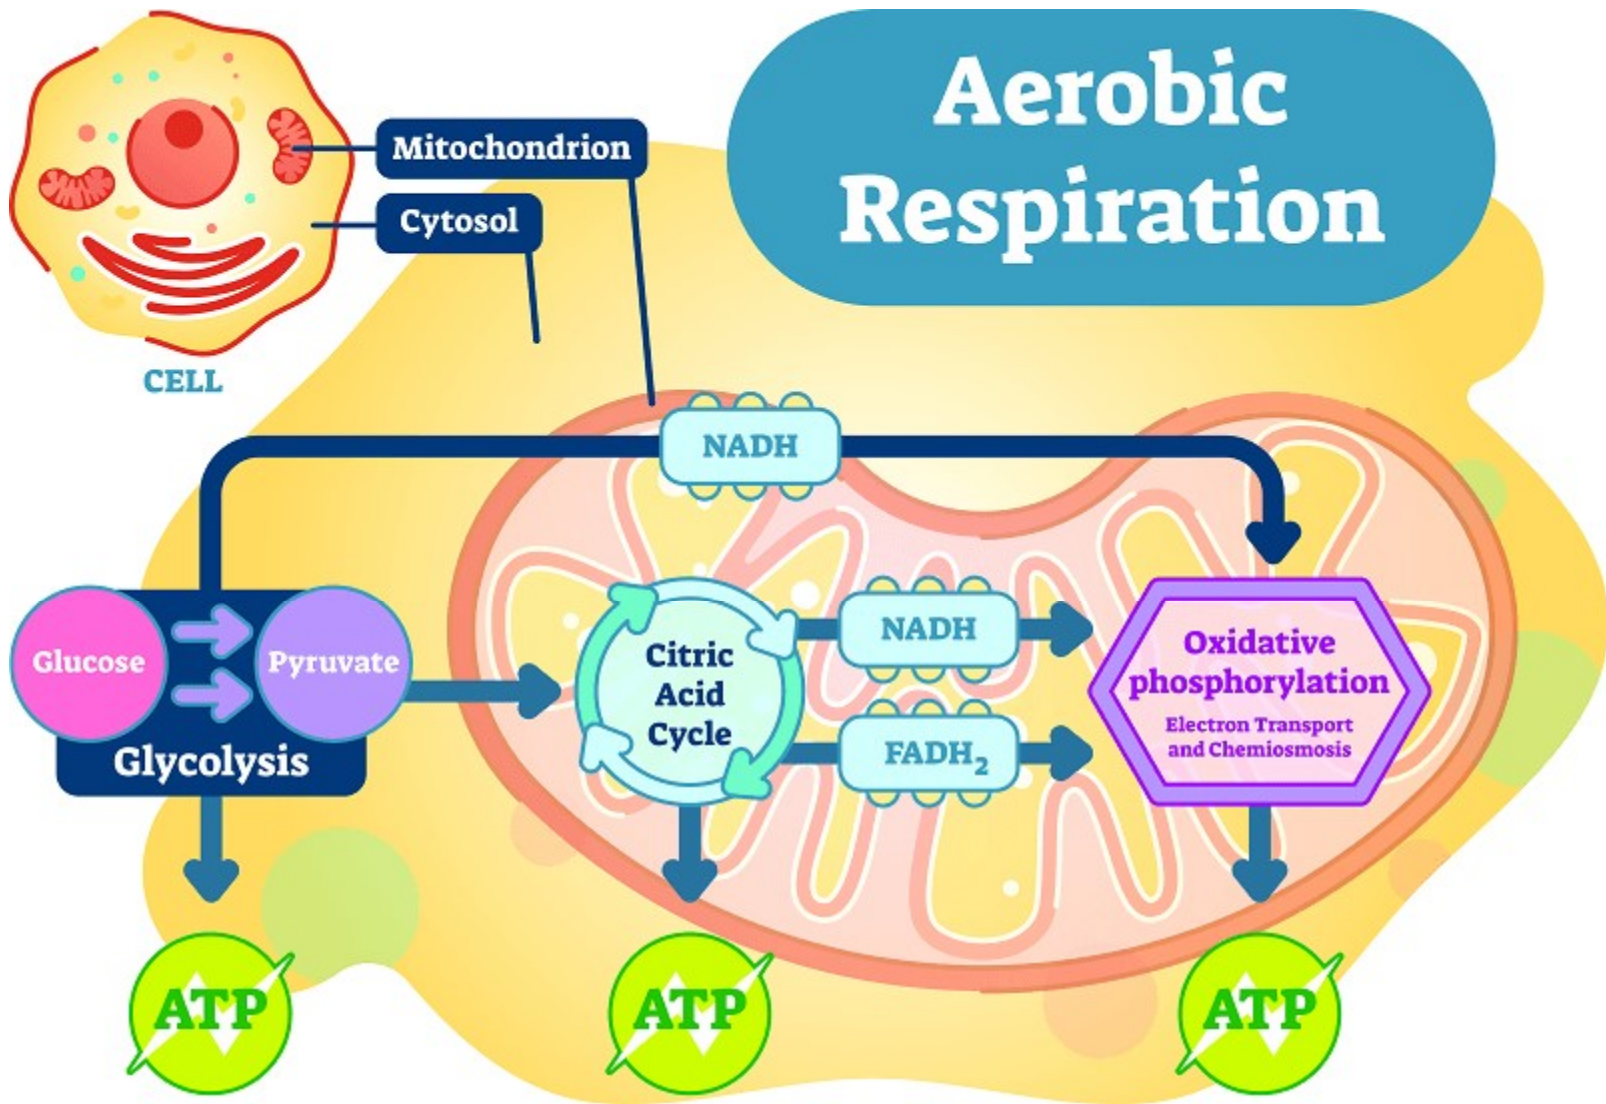 Aerobic
Respiration
Mitochondrion
Cytosol
CELL
NADH
Glucose
Pyruvate
Glycolysis
Citric
Acid
Cycle
NADH
FADH₂
Oxidative
phosphorylation
Electron Transport
and Chemiosmosis
ATP
ATP
ATP